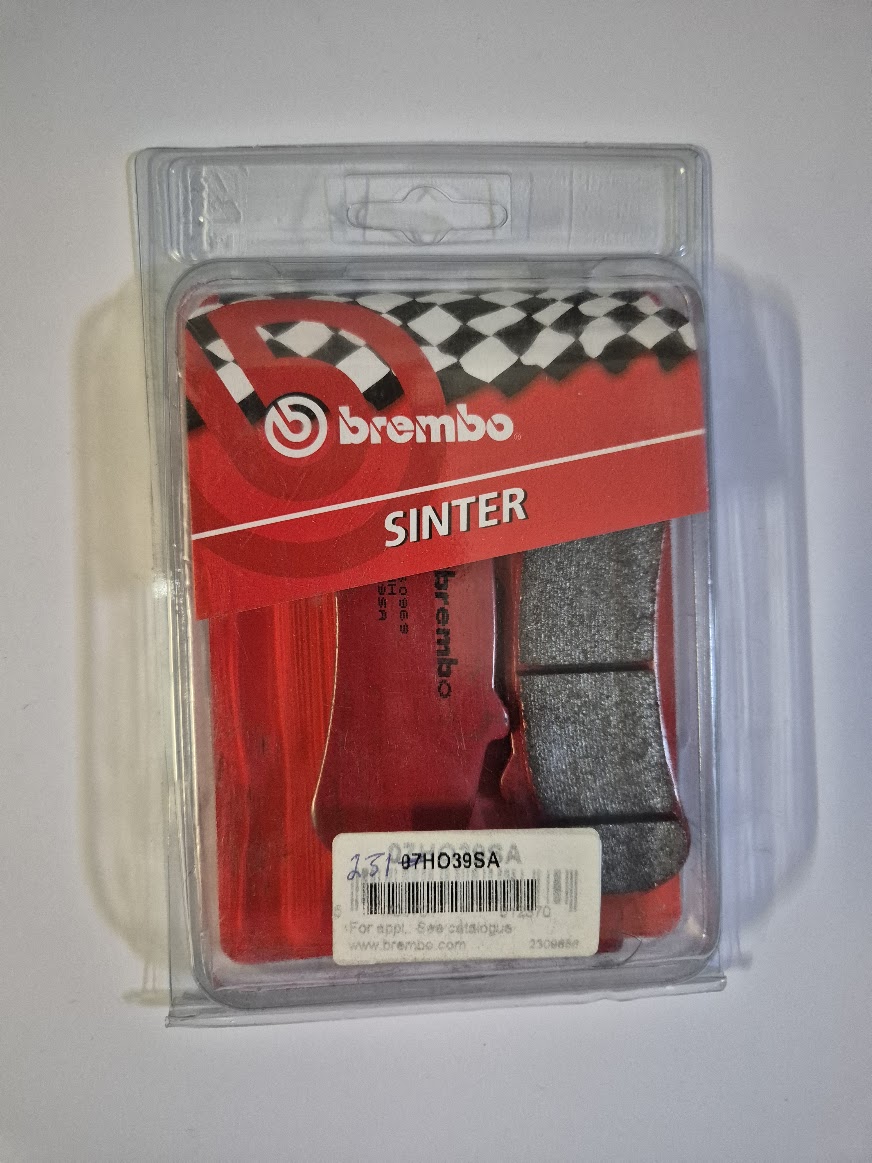 brembo
SINTER
brembo
231 07HO39SA
For appl. See catalogue
www.brembo.com